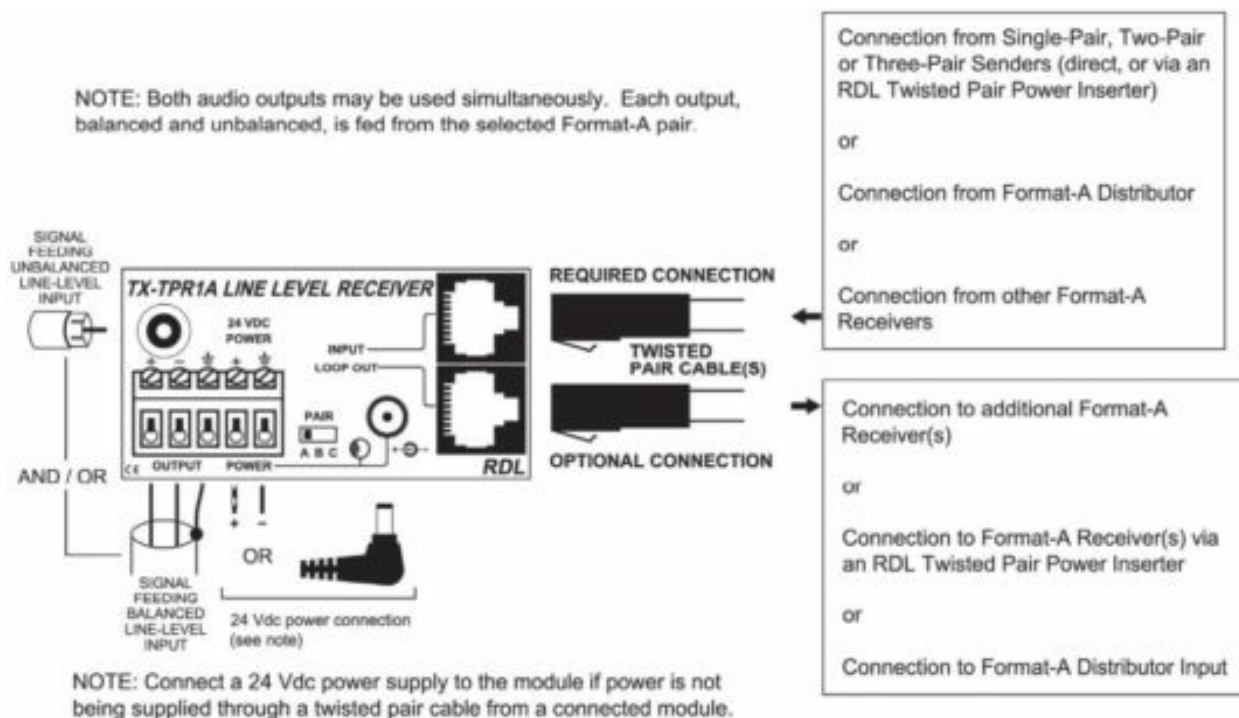 NOTE: Both audio outputs may be used simultaneously. Each output,
balanced and unbalanced, is fed from the selected Format-A pair.
Connection from Single-Pair, Two-Pair
or Three-Pair Senders (direct, or via an
RDL Twisted Pair Power Inserter)
or
Connection from Format-A Distributor
or
Connection from other Format-A
Receivers
SIGNAL
FEEDING
UNBALANCED
LINE-LEVEL
INPUT
TX-TPR1A LINE LEVEL RECEIVER
24 VDC
POWER
+ - + 
INPUT
LOOP OUT
PAIR
A B C
+ -
CE
OUTPUT
POWER
RDL
REQUIRED CONNECTION
TWISTED
PAIR CABLE(S)
OPTIONAL CONNECTION
AND / OR
+ -
OR
SIGNAL
FEEDING
BALANCED
LINE-LEVEL
INPUT
24 Vdc power connection
(see note)
Connection to additional Format-A
Receiver(s)
or
Connection to Format-A Receiver(s) via
an RDL Twisted Pair Power Inserter
or
Connection to Format-A Distributor Input
NOTE: Connect a 24 Vdc power supply to the module if power is not
being supplied through a twisted pair cable from a connected module.